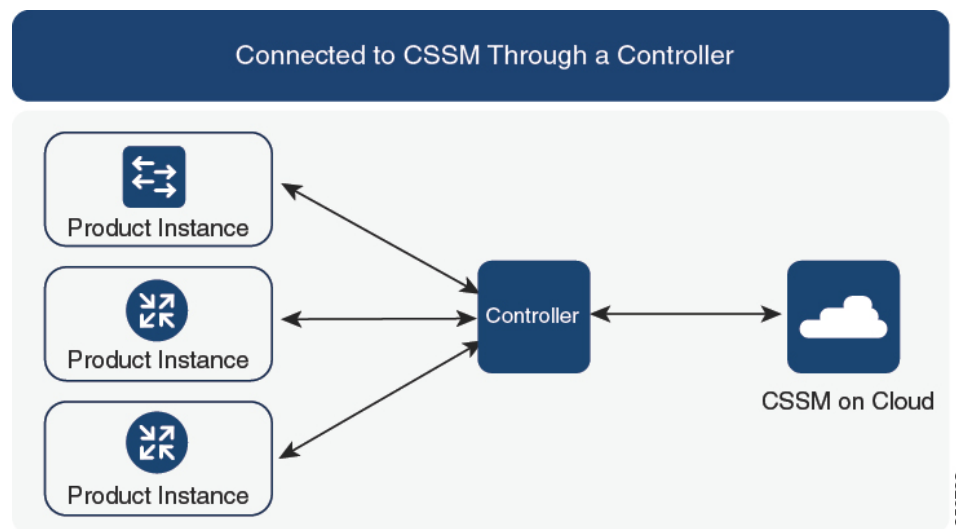 Connected to CSSM Through a Controller
Product Instance
Product Instance
Product Instance
Controller
CSSM on Cloud